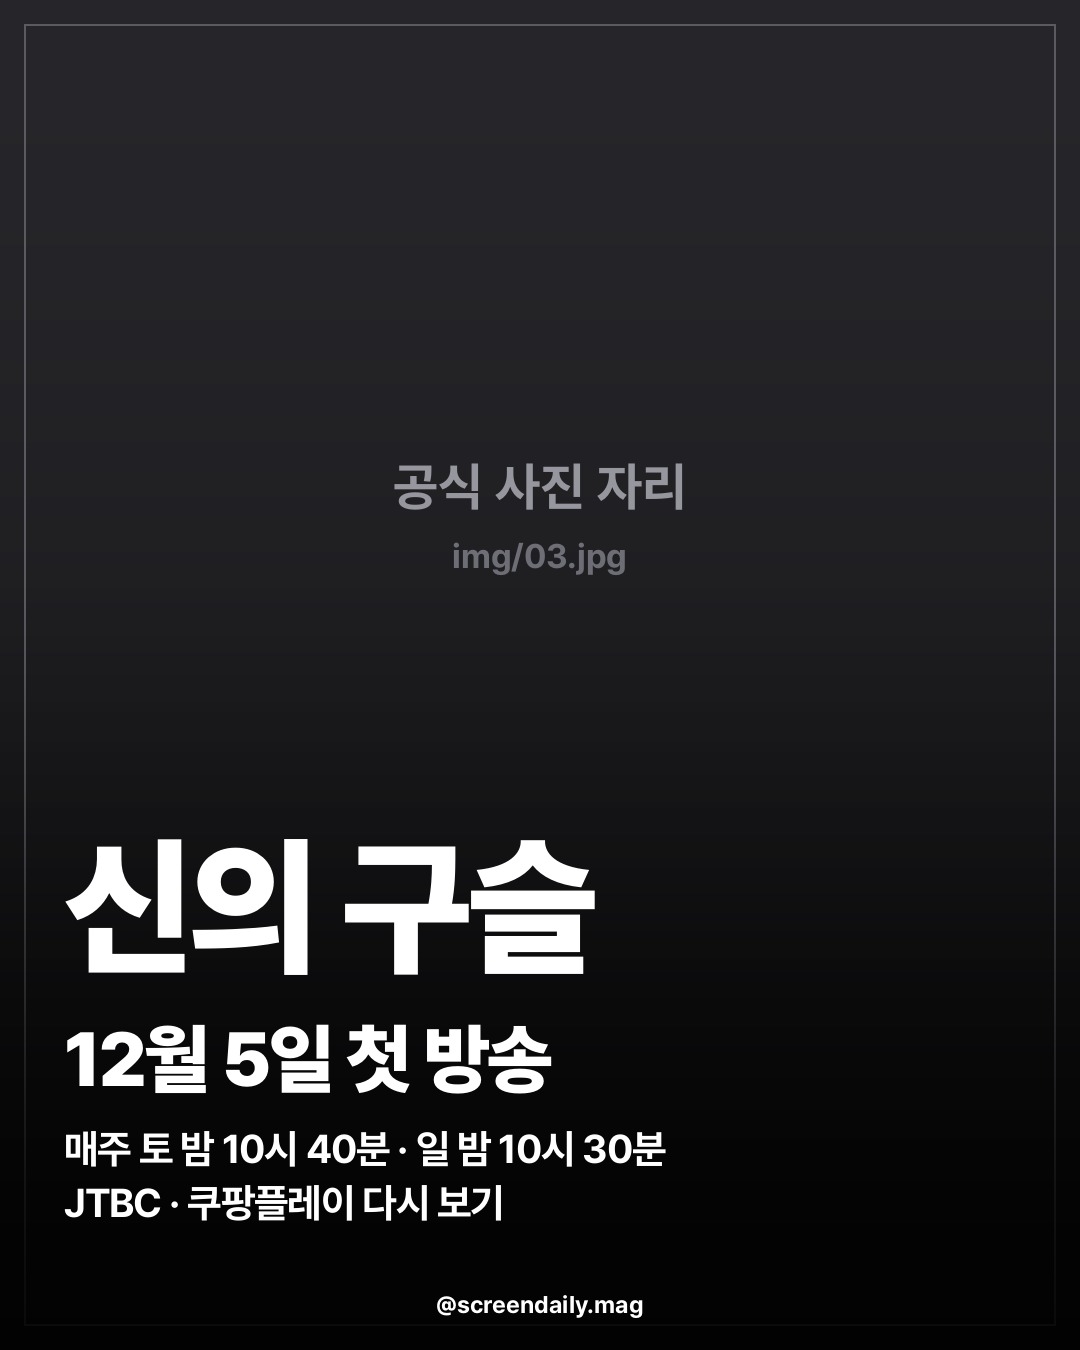 공식 사진 자리
img/03.jpg
신의 구슬
12월 5일 첫 방송
매주 토 밤 10시 40분 · 일 밤 10시 30분
JTBC · 쿠팡플레이 다시 보기
@screendaily.mag